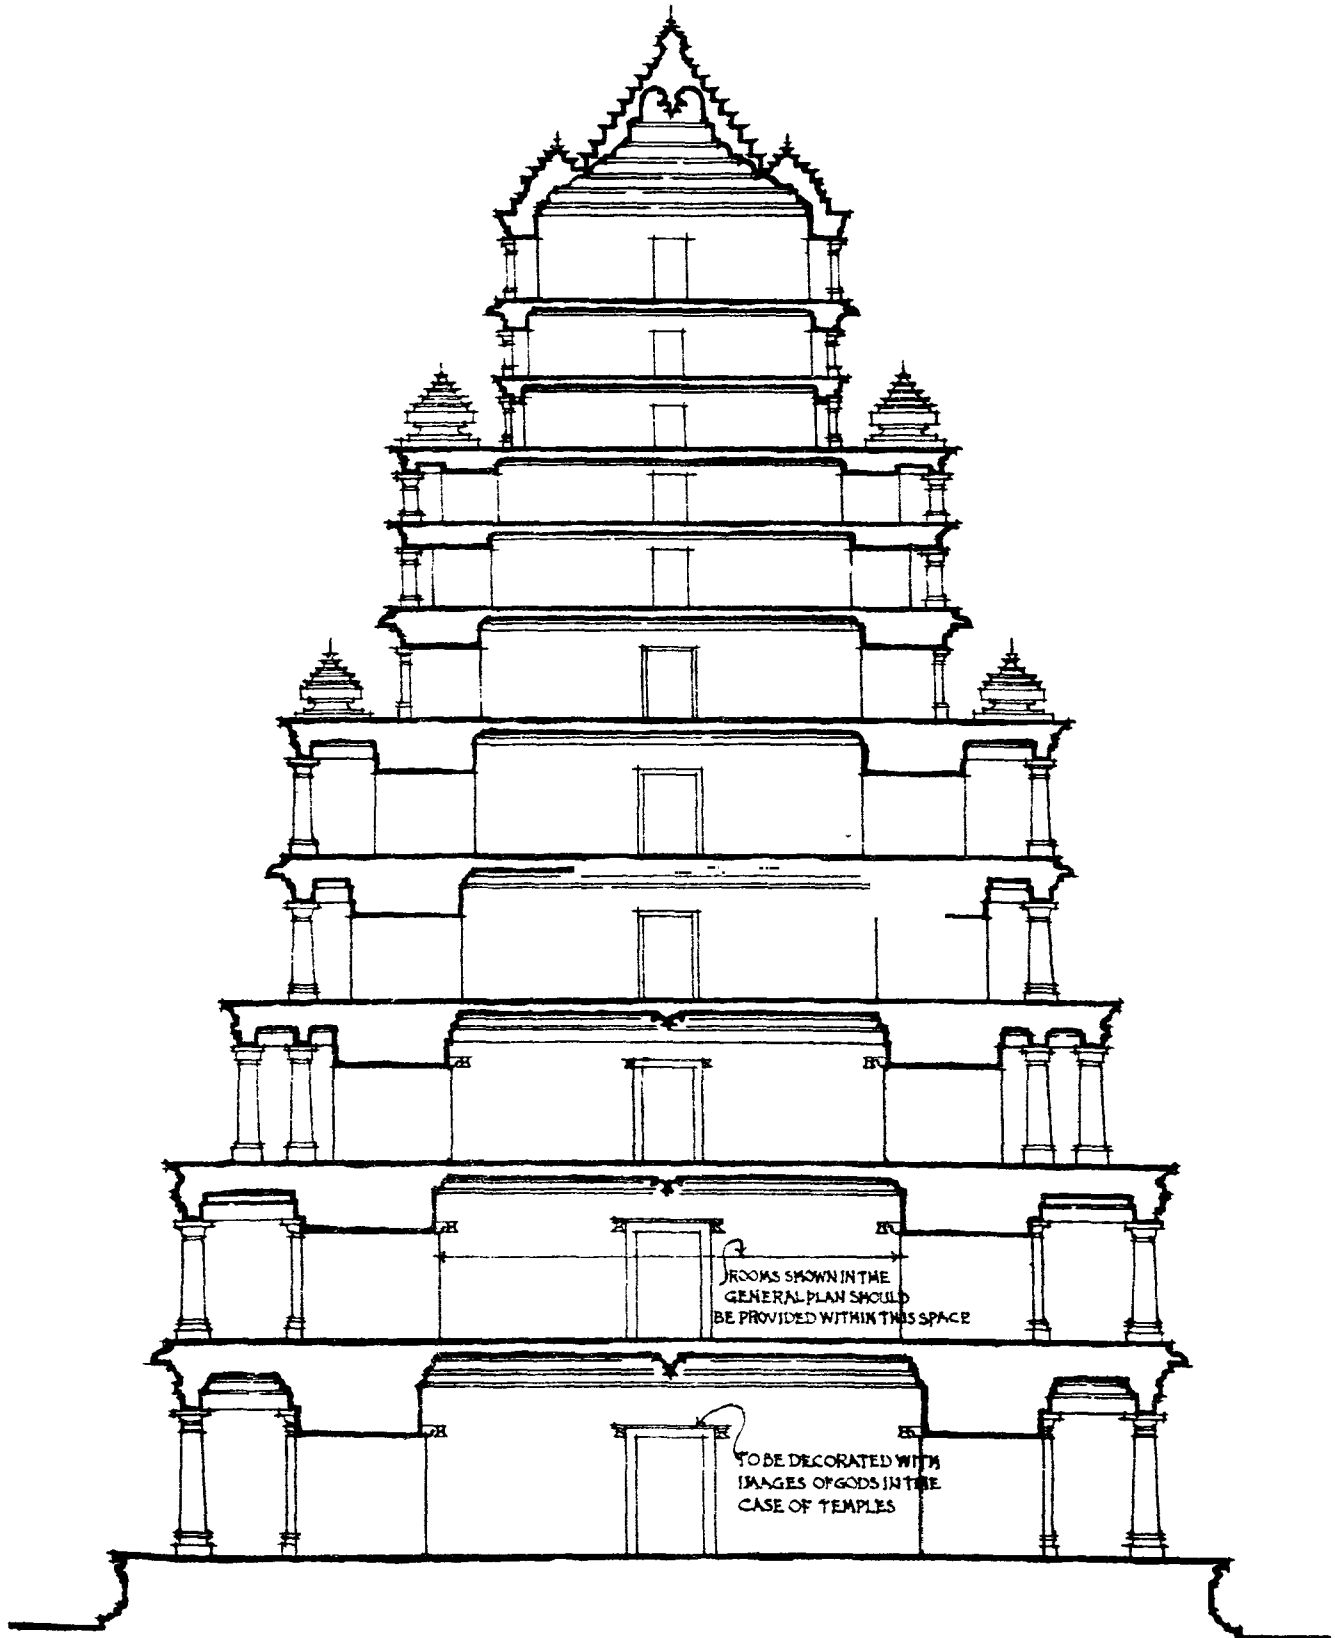 ROOMS SHOWN IN THE
GENERAL PLAN SHOULD
BE PROVIDED WITHIN THIS SPACE
TO BE DECORATED WITH
IMAGES OF GODS IN THE
CASE OF TEMPLES